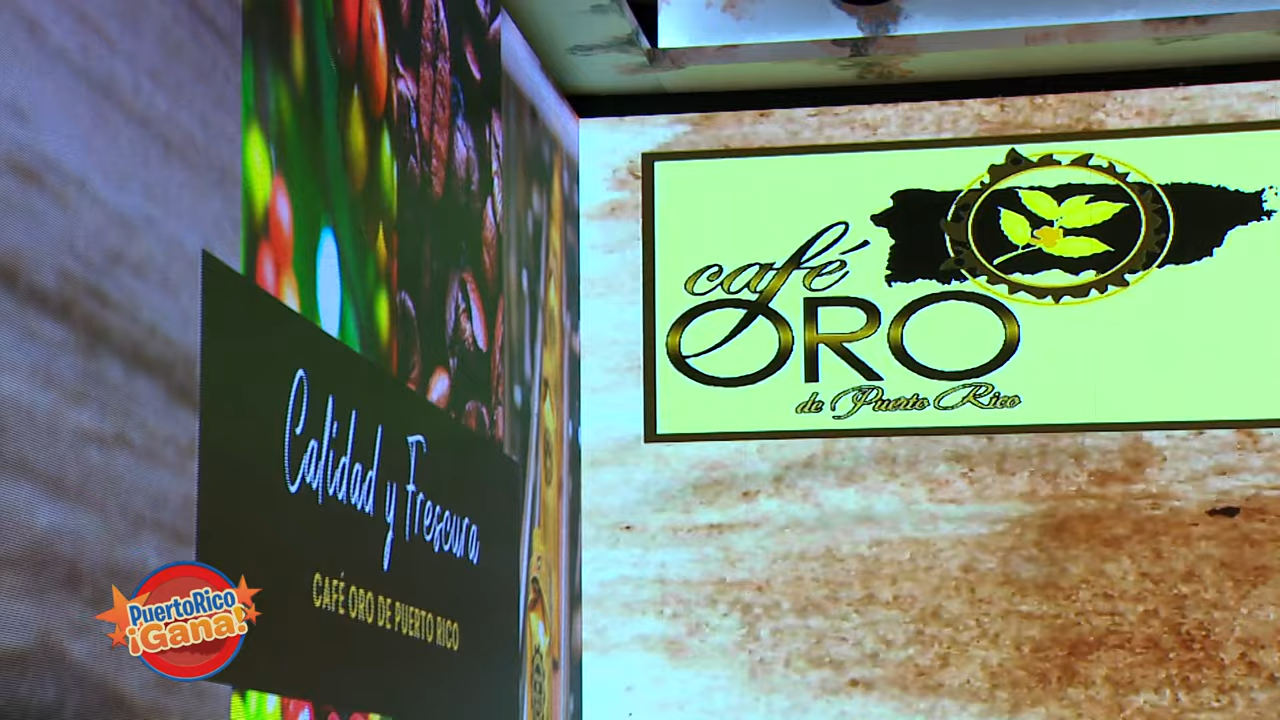 café
ORO
de Puerto Rico
Calidad y Frescura
CAFÉ ORO DE PUERTO RICO
PuertoRico
¡Gana!